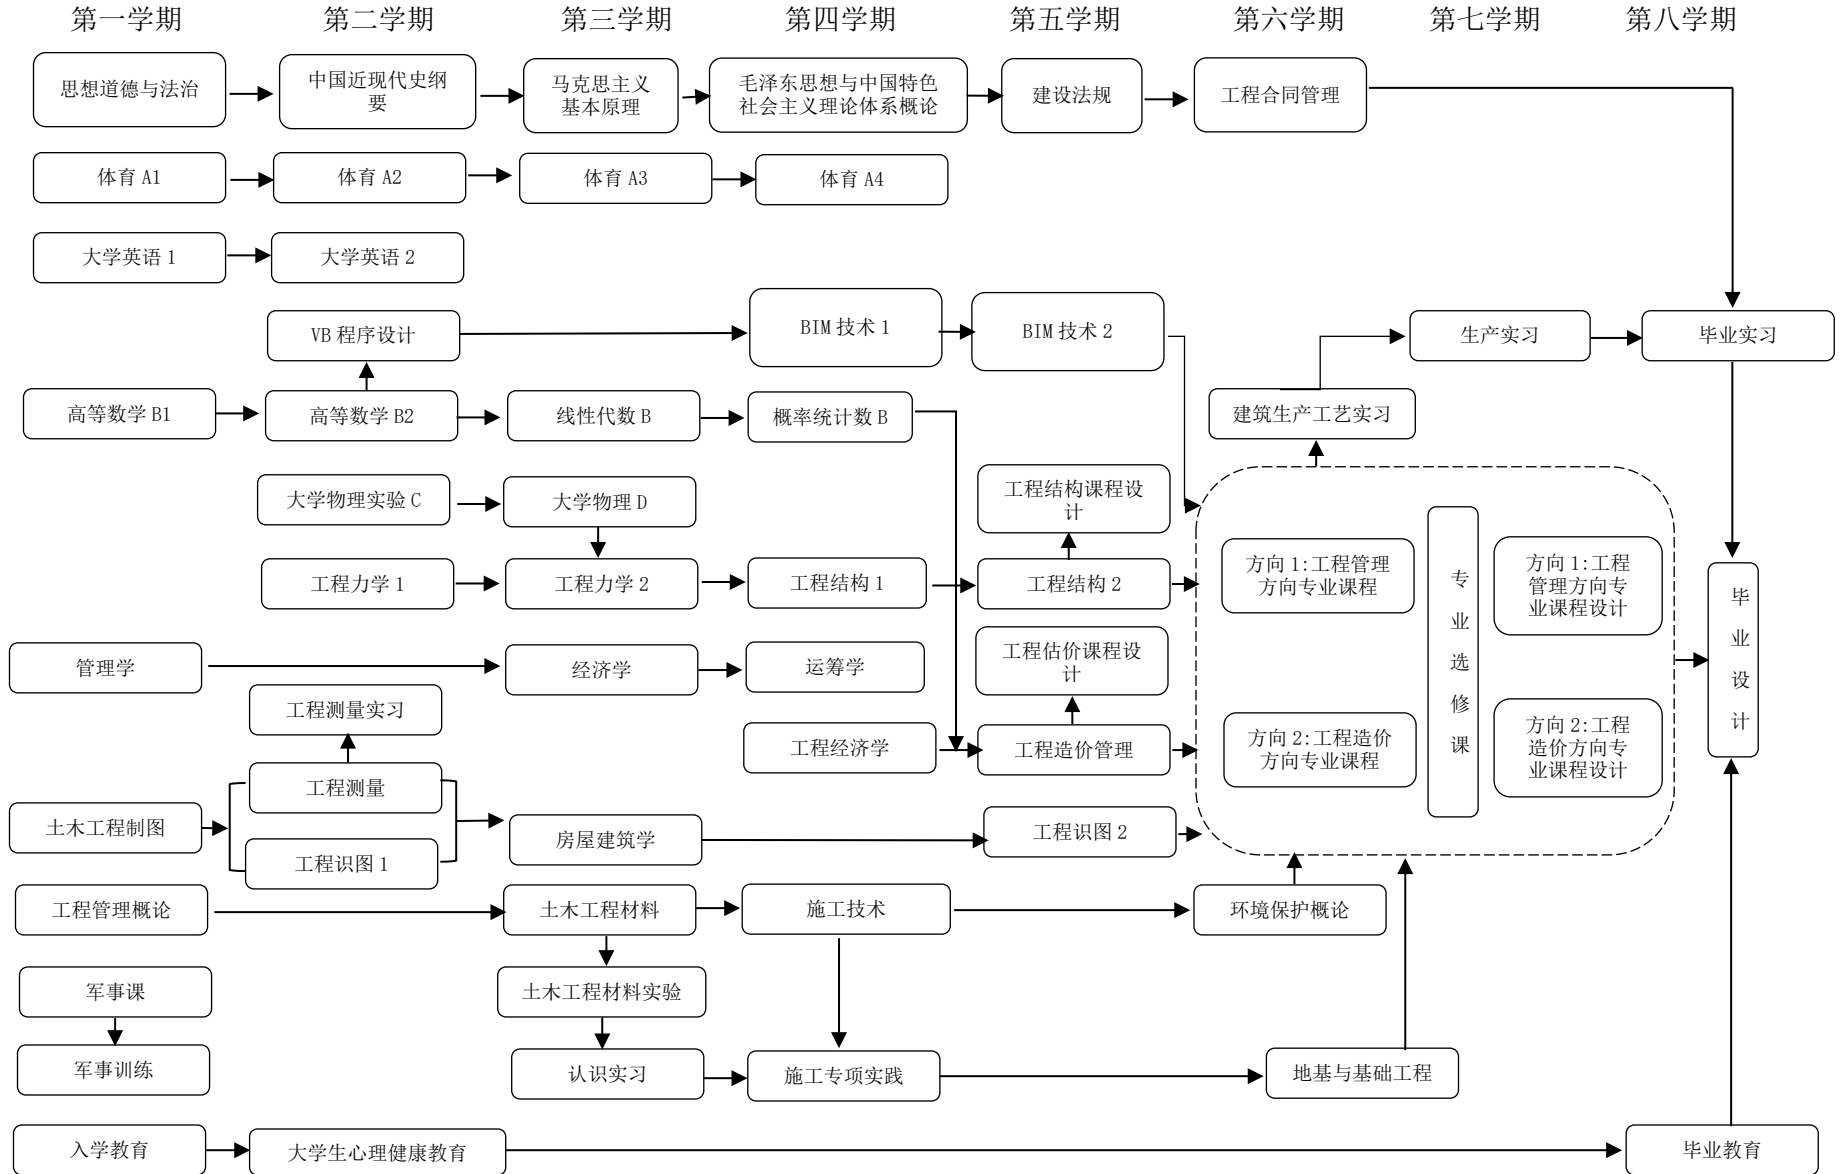 第一学期 第二学期 第三学期 第四学期 第五学期 第六学期 第七学期 第八学期
思想道德与法治
中国近现代史纲
要
马克思主义
基本原理
毛泽东思想与中国特色
社会主义理论体系概论
建设法规
工程合同管理
体育 A1
体育 A2
体育 A3
体育 A4
大学英语 1
大学英语 2
VB 程序设计
BIM 技术 1
BIM 技术 2
生产实习
毕业实习
高等数学 B1
高等数学 B2
线性代数 B
概率统计数 B
建筑生产工艺实习
大学物理实验 C
大学物理 D
工程结构课程设
计
工程力学 1
工程力学 2
工程结构 1
工程结构 2
方向 1:工程管理
方向专业课程
专
业
选
修
课
方向 1:工程
管理方向专
业课程设计
毕
业
设
计
管理学
经济学
运筹学
工程估价课程设
计
工程测量实习
工程经济学
工程造价管理
方向 2:工程造价
方向专业课程
方向 2:工程
造价方向专
业课程设计
工程测量
土木工程制图
工程识图 1
房屋建筑学
工程识图 2
工程管理概论
土木工程材料
施工技术
环境保护概论
军事课
土木工程材料实验
军事训练
认识实习
施工专项实践
地基与基础工程
入学教育
大学生心理健康教育
毕业教育